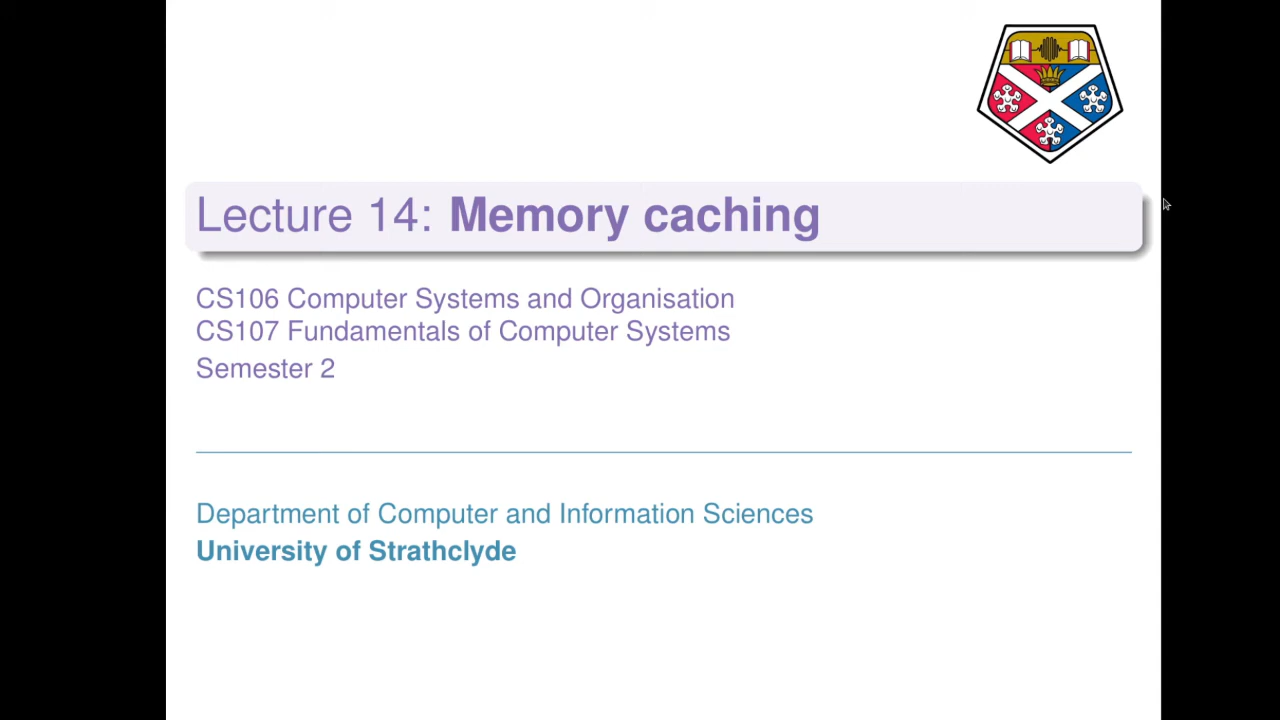 Lecture 14: Memory caching
CS106 Computer Systems and Organisation
CS107 Fundamentals of Computer Systems
Semester 2
Department of Computer and Information Sciences
University of Strathclyde